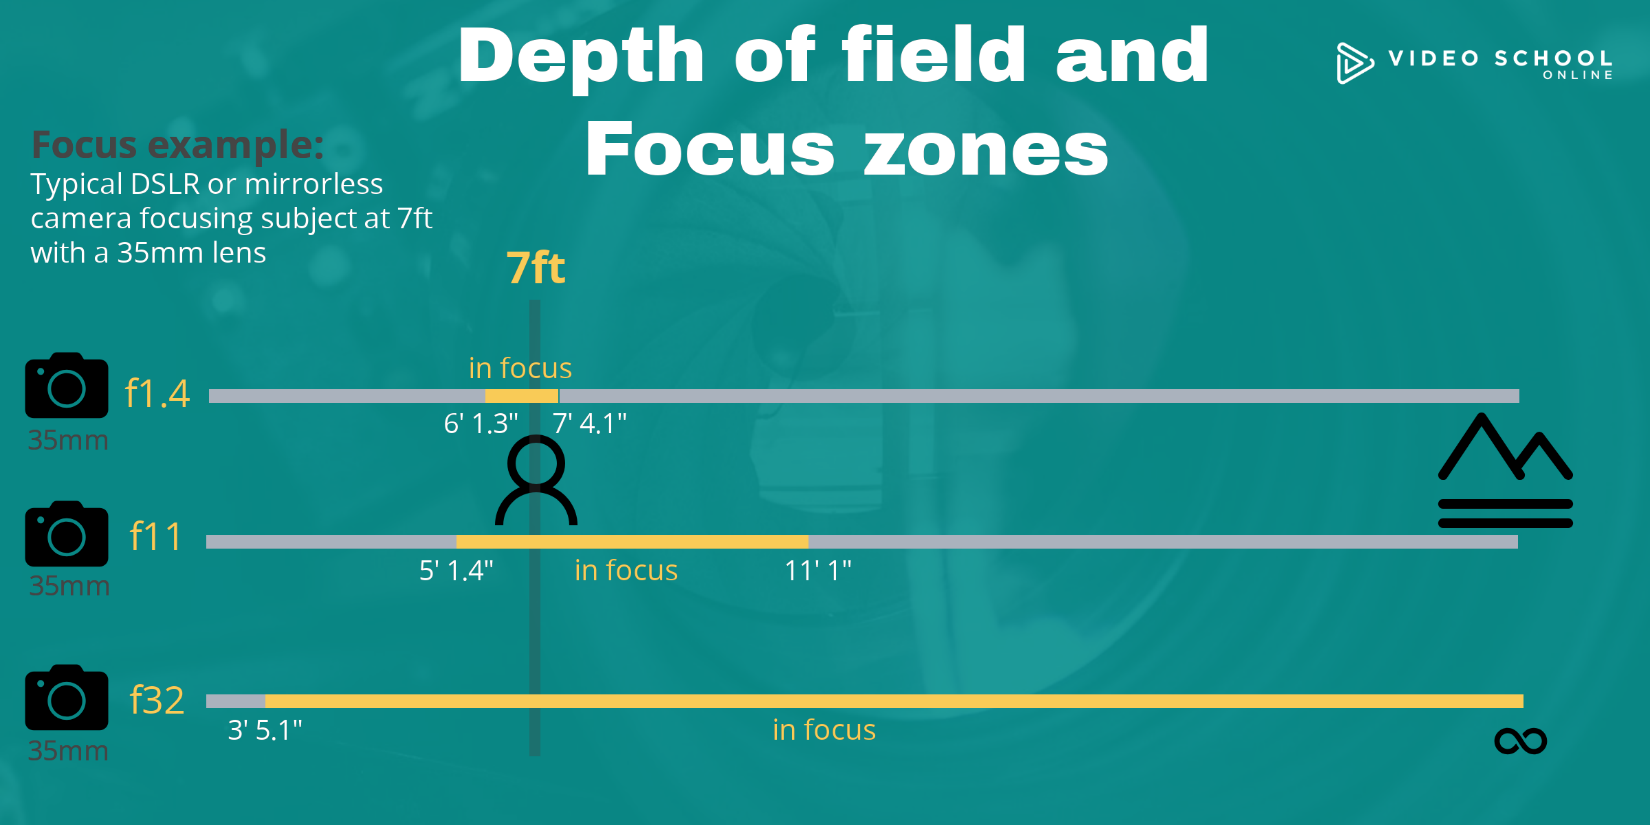 Depth of field and
Focus zones
VIDEO SCHOOL
ONLINE
Focus example:
Typical DSLR or mirrorless
camera focusing subject at 7ft
with a 35mm lens
7ft
in focus
f1.4
35mm
6' 1.3" 7' 4.1"
f11
35mm
5' 1.4" in focus 11' 1"
f32
35mm
3' 5.1" in focus ∞